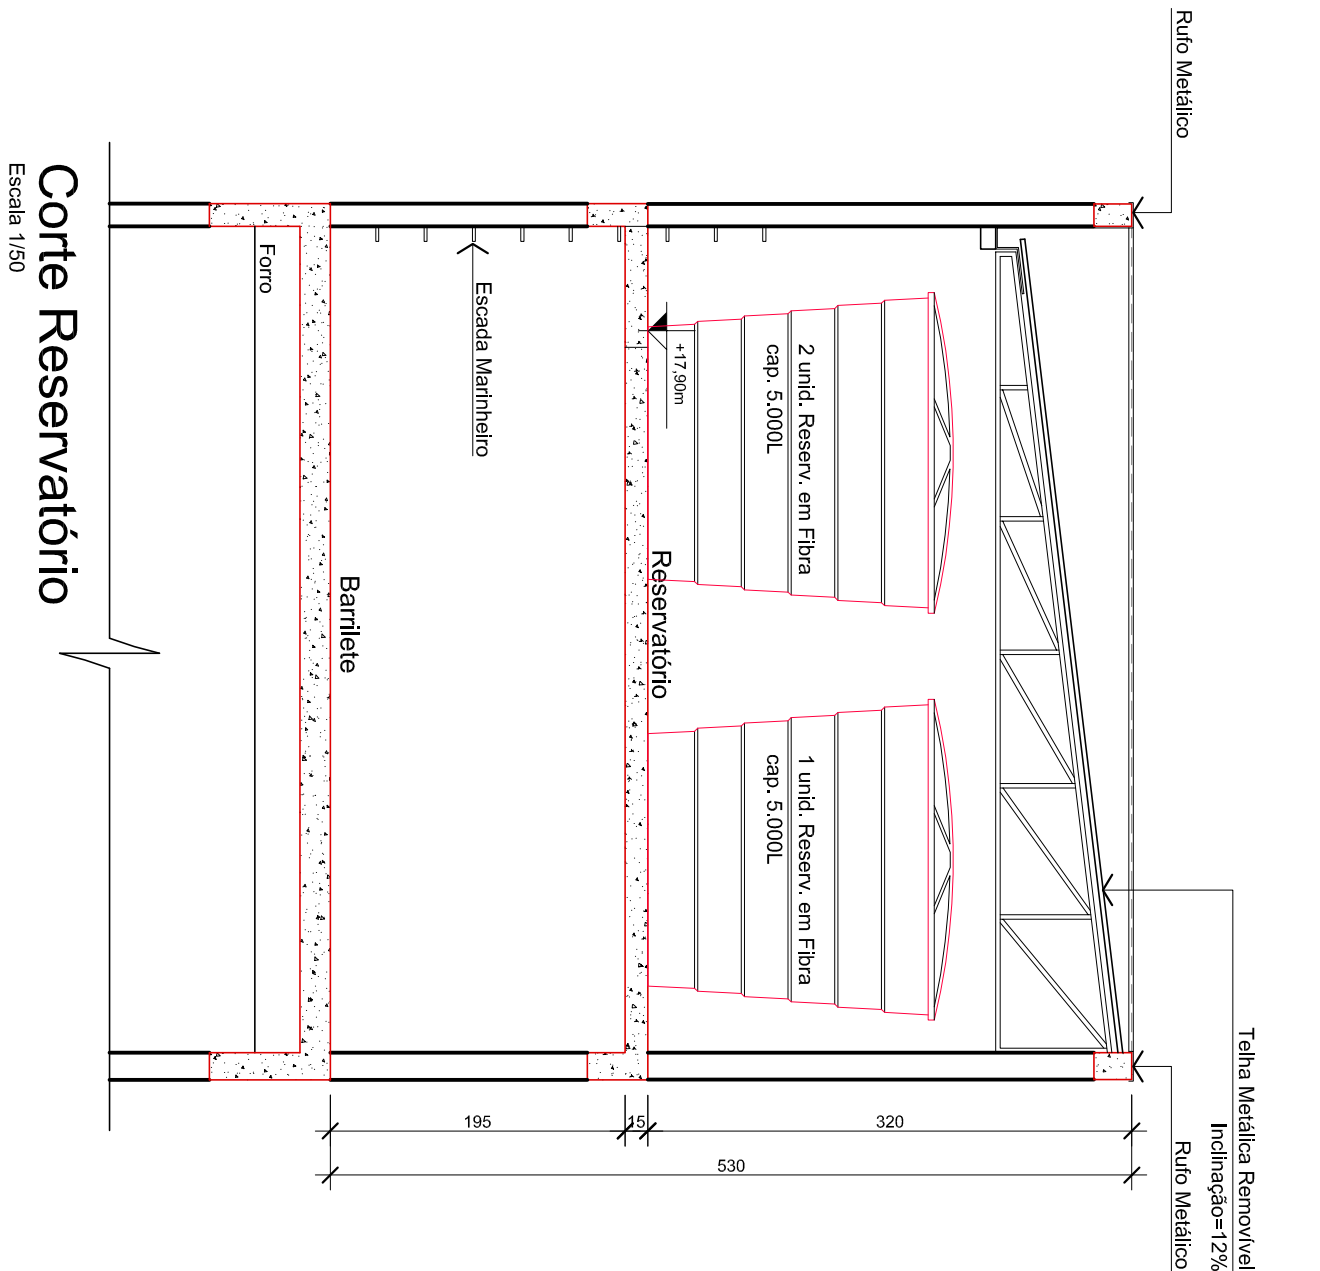 Rufo Metálico
Telha Metálica Removível
Inclinação=12%
Rufo Metálico
2 unid. Reserv. em Fibra
cap. 5.000L
1 unid. Reserv. em Fibra
cap. 5.000L
+17,90m
Reservatório
Escada Marinheiro
Barrilete
Forro
320
15
195
530
Corte Reservatório
Escala 1/50